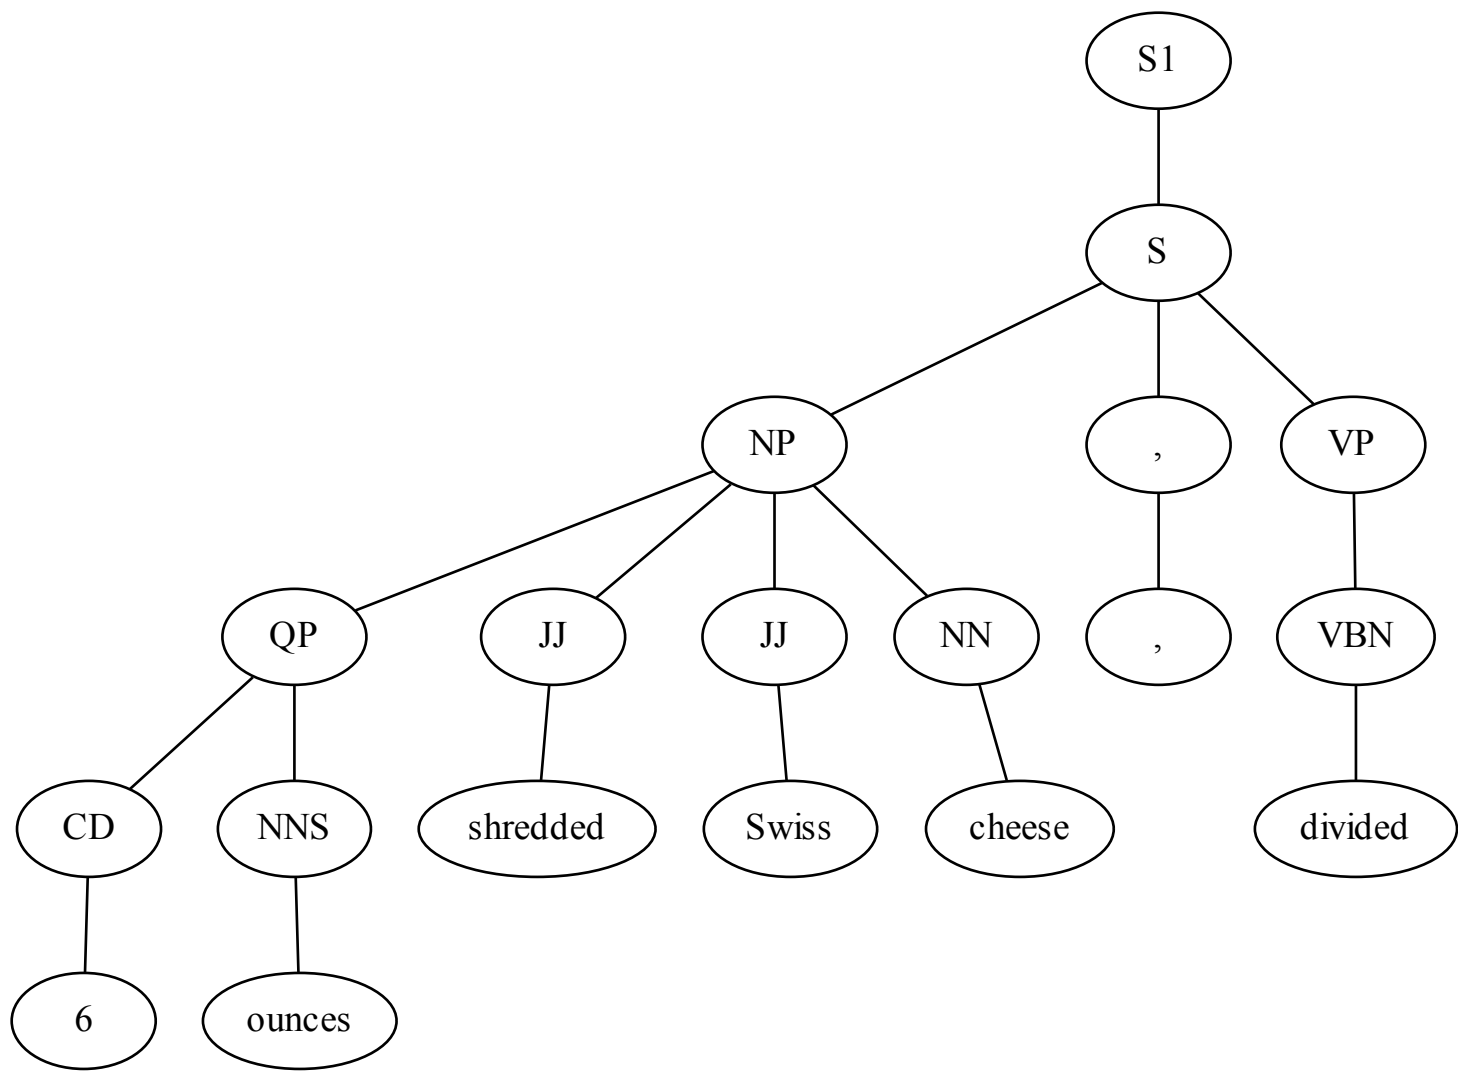 S1
S
NP , VP
QP JJ JJ NN , VBN
CD NNS shredded Swiss cheese divided
6 ounces